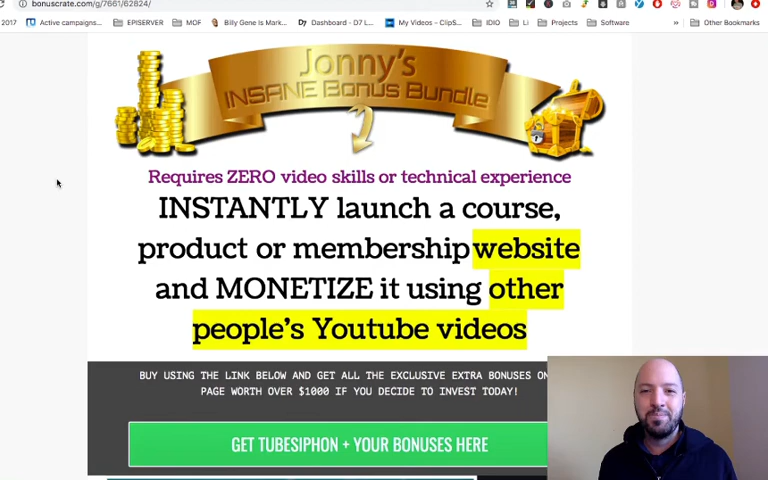 bonuscrate.com/g/7661/62824/
2017 Active campaigns... EPISERVER MOF Billy Gene Is Mark... Dashboard - D7 L... My Videos - ClipS... IDIO Links Projects Software » Other Bookmarks
Jonny's
INSANE Bonus Bundle
Requires ZERO video skills or technical experience
INSTANTLY launch a course,
product or membership website
and MONETIZE it using other
people's Youtube videos
BUY USING THE LINK BELOW AND GET ALL THE EXCLUSIVE EXTRA BONUSES ON
PAGE WORTH OVER $1000 IF YOU DECIDE TO INVEST TODAY!
GET TUBESIPHON + YOUR BONUSES HERE